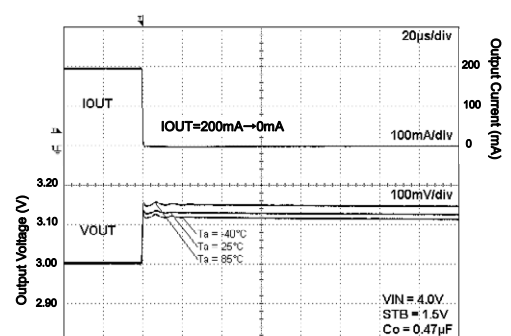 20µs/div
Output Current (mA)
200
IOUT
100
IOUT=200mA→0mA
100mA/div
0
3.20
100mV/div
Output Voltage (V)
3.10
VOUT
Ta = -40°C
Ta = 25°C
Ta = 85°C
3.00
2.90
VIN = 4.0V
STB = 1.5V
Co = 0.47µF